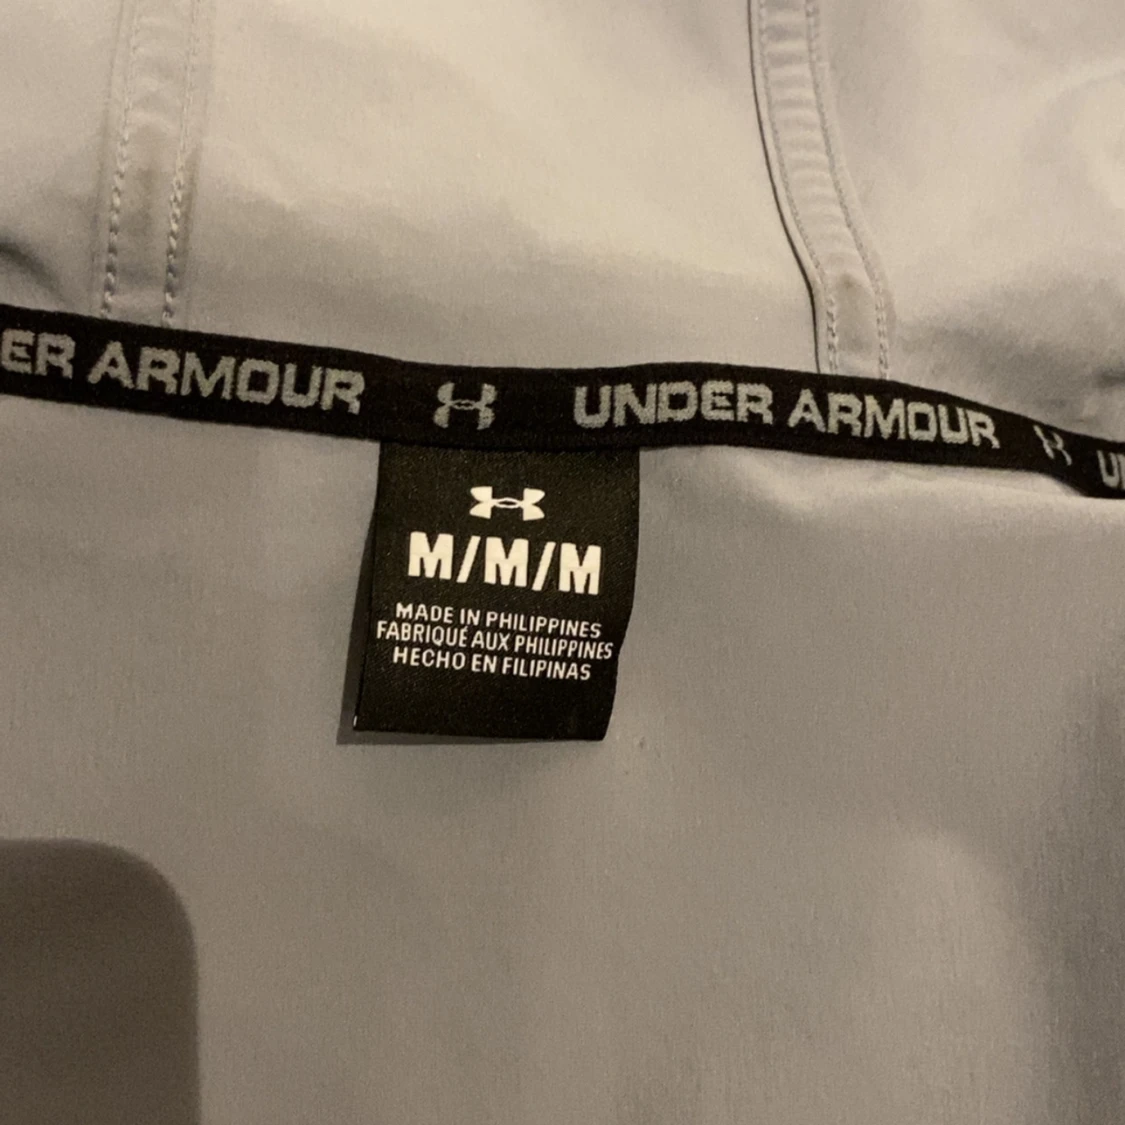 ER ARMOUR UNDER ARMOUR U
M/M/M
MADE IN PHILIPPINES
FABRIQUÉ AUX PHILIPPINES
HECHO EN FILIPINAS